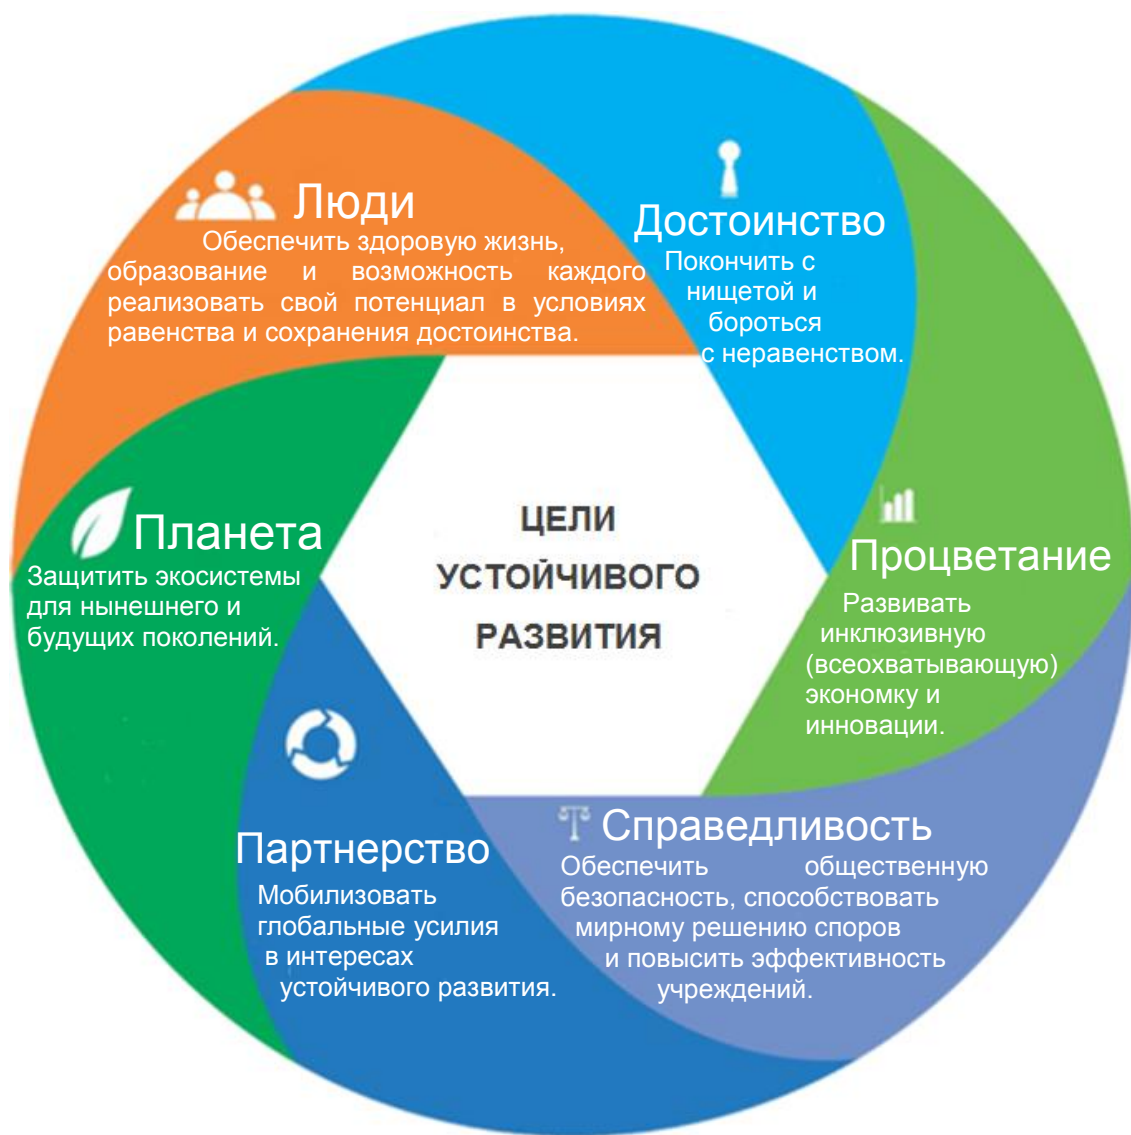 Люди
Обеспечить здоровую жизнь,
образование и возможность каждого
реализовать свой потенциал в условиях
равенства и сохранения достоинства.
Достоинство
Покончить с
нищетой и
бороться
с неравенством.
Планета
Защитить экосистемы
для нынешнего и
будущих поколений.
ЦЕЛИ
УСТОЙЧИВОГО
РАЗВИТИЯ
Процветание
Развивать
инклюзивную
(всеохватывающую)
экономку и
инновации.
Партнерство
Мобилизовать
глобальные усилия
в интересах
устойчивого развития.
Справедливость
Обеспечить общественную
безопасность, способствовать
мирному решению споров
и повысить эффективность
учреждений.